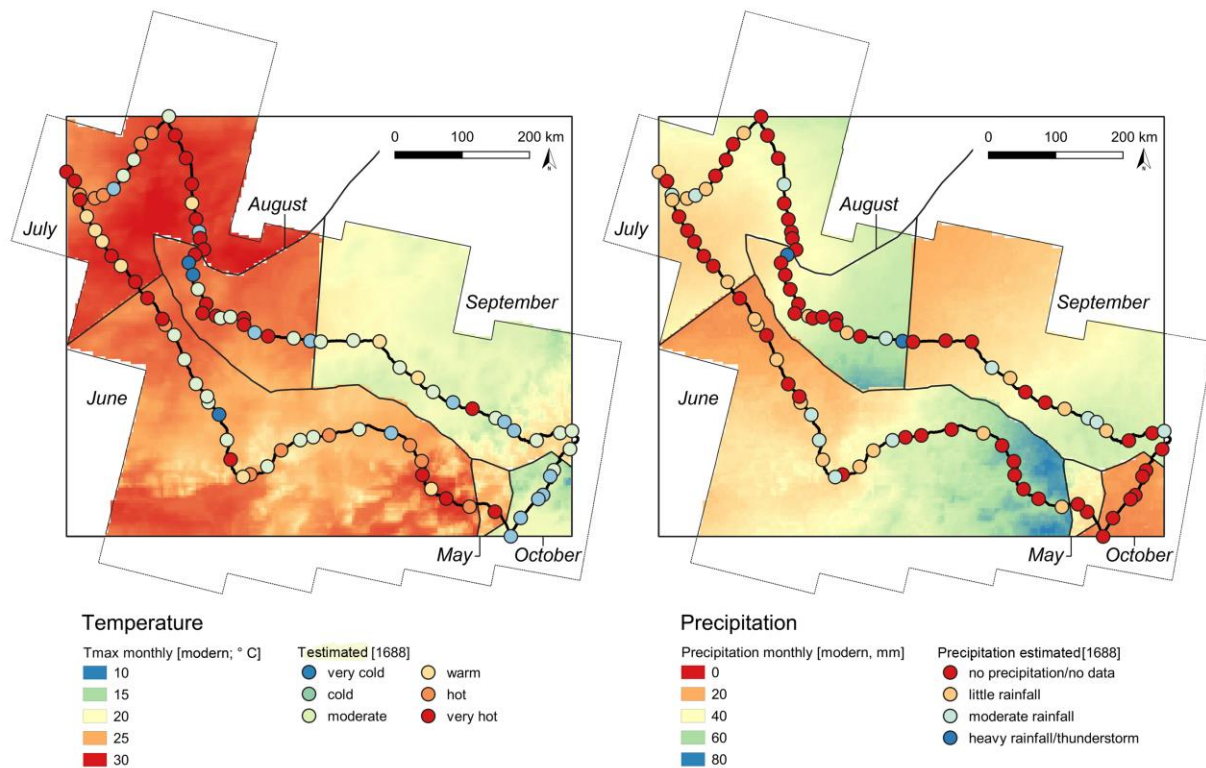 0 100 200 km
N
August
July
September
June
May
October
0 100 200 km
N
August
July
September
June
May
October
Temperature
Tmax monthly [modern; ° C]
10
15
20
25
30
Testimated [1688]
very cold
cold
moderate
warm
hot
very hot
Precipitation
Precipitation monthly [modern, mm]
0
20
40
60
80
Precipitation estimated[1688]
no precipitation/no data
little rainfall
moderate rainfall
heavy rainfall/thunderstorm